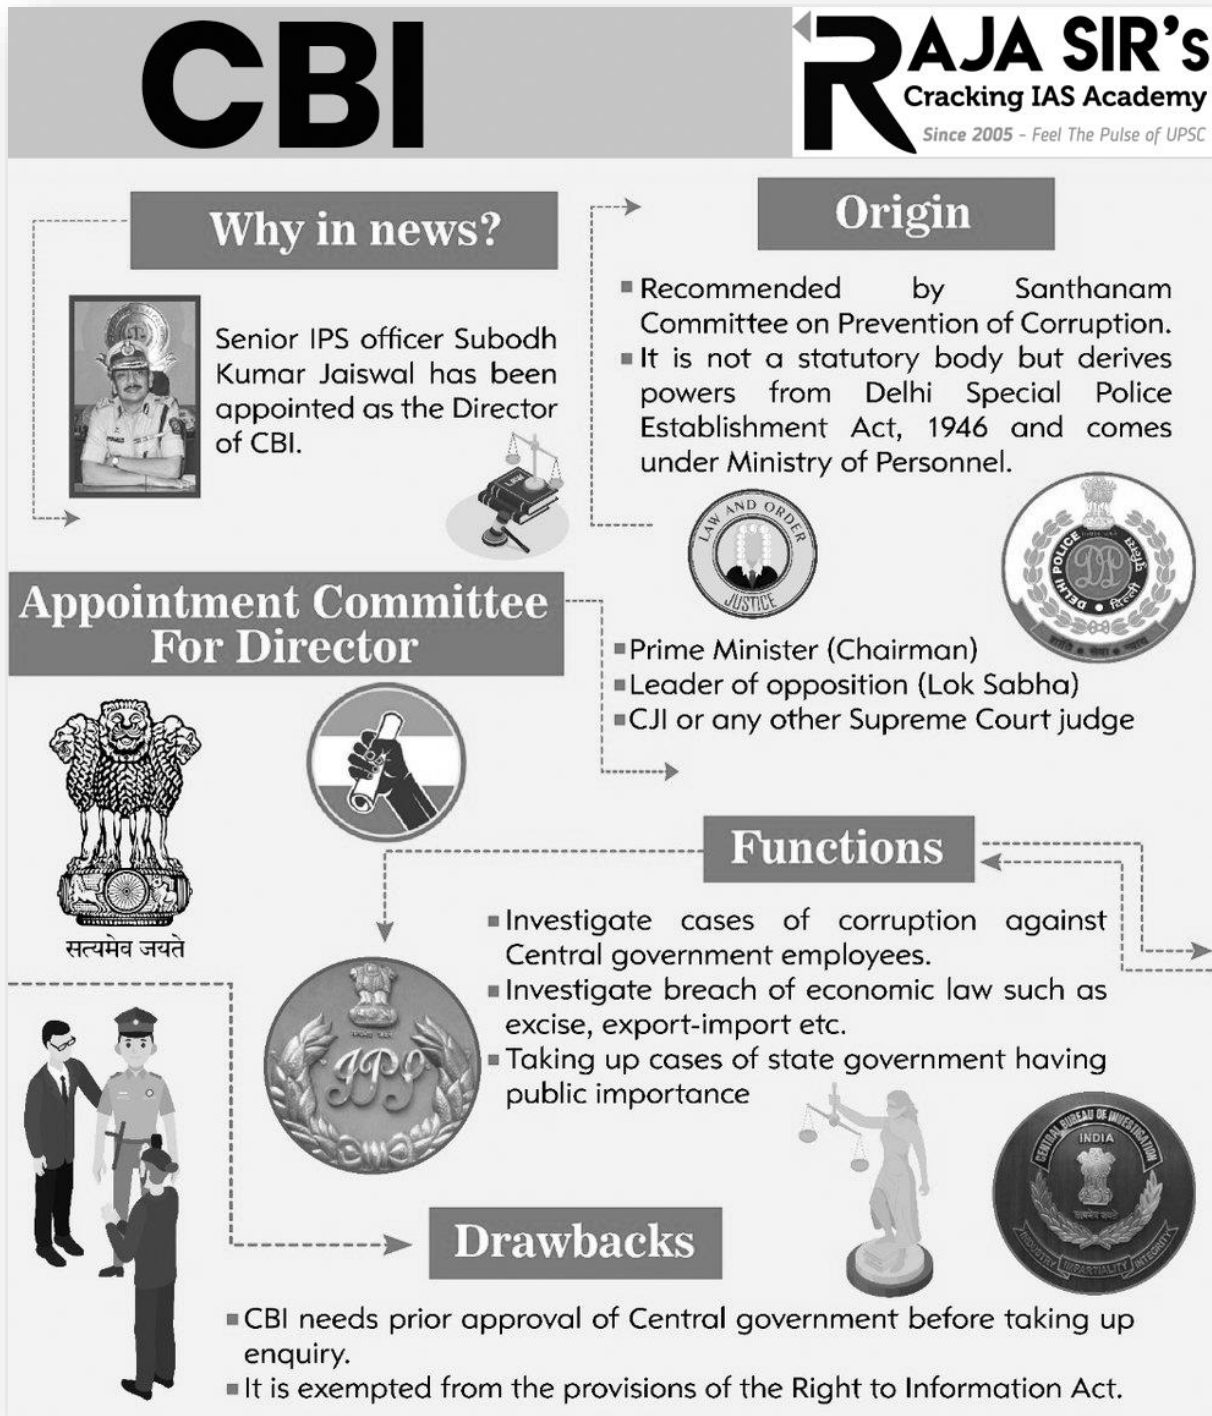 CBI
RAJA SIR's
Cracking IAS Academy
Since 2005 - Feel The Pulse of UPSC
Why in news?
Senior IPS officer Subodh
Kumar Jaiswal has been
appointed as the Director
of CBI.
LAW
Origin
Recommended by Santhanam
Committee on Prevention of Corruption.
It is not a statutory body but derives
powers from Delhi Special Police
Establishment Act, 1946 and comes
under Ministry of Personnel.
LAW AND ORDER
JUSTICE
DELHI POLICE
DP
दिल्ली
Appointment Committee
For Director
Prime Minister (Chairman)
Leader of opposition (Lok Sabha)
CJI or any other Supreme Court judge
सत्यमेव जयते
Functions
Investigate cases of corruption against
Central government employees.
Investigate breach of economic law such as
excise, export-import etc.
Taking up cases of state government having
public importance
IPS
CENTRAL BUREAU OF INVESTIGATION
INDIA
INDUSTRY IMPARTIALITY INTEGRITY
Drawbacks
CBI needs prior approval of Central government before taking up
enquiry.
It is exempted from the provisions of the Right to Information Act.